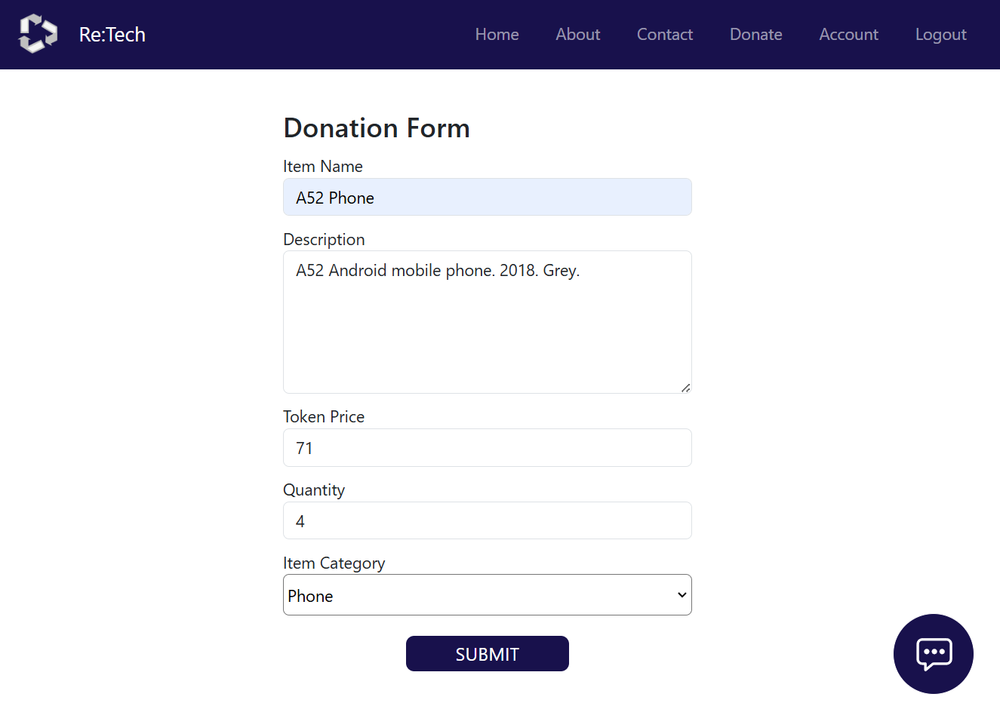 Re:Tech
Home About Contact Donate Account Logout
Donation Form
Item Name
A52 Phone
Description
A52 Android mobile phone. 2018. Grey.
Token Price
71
Quantity
4
Item Category
Phone
SUBMIT